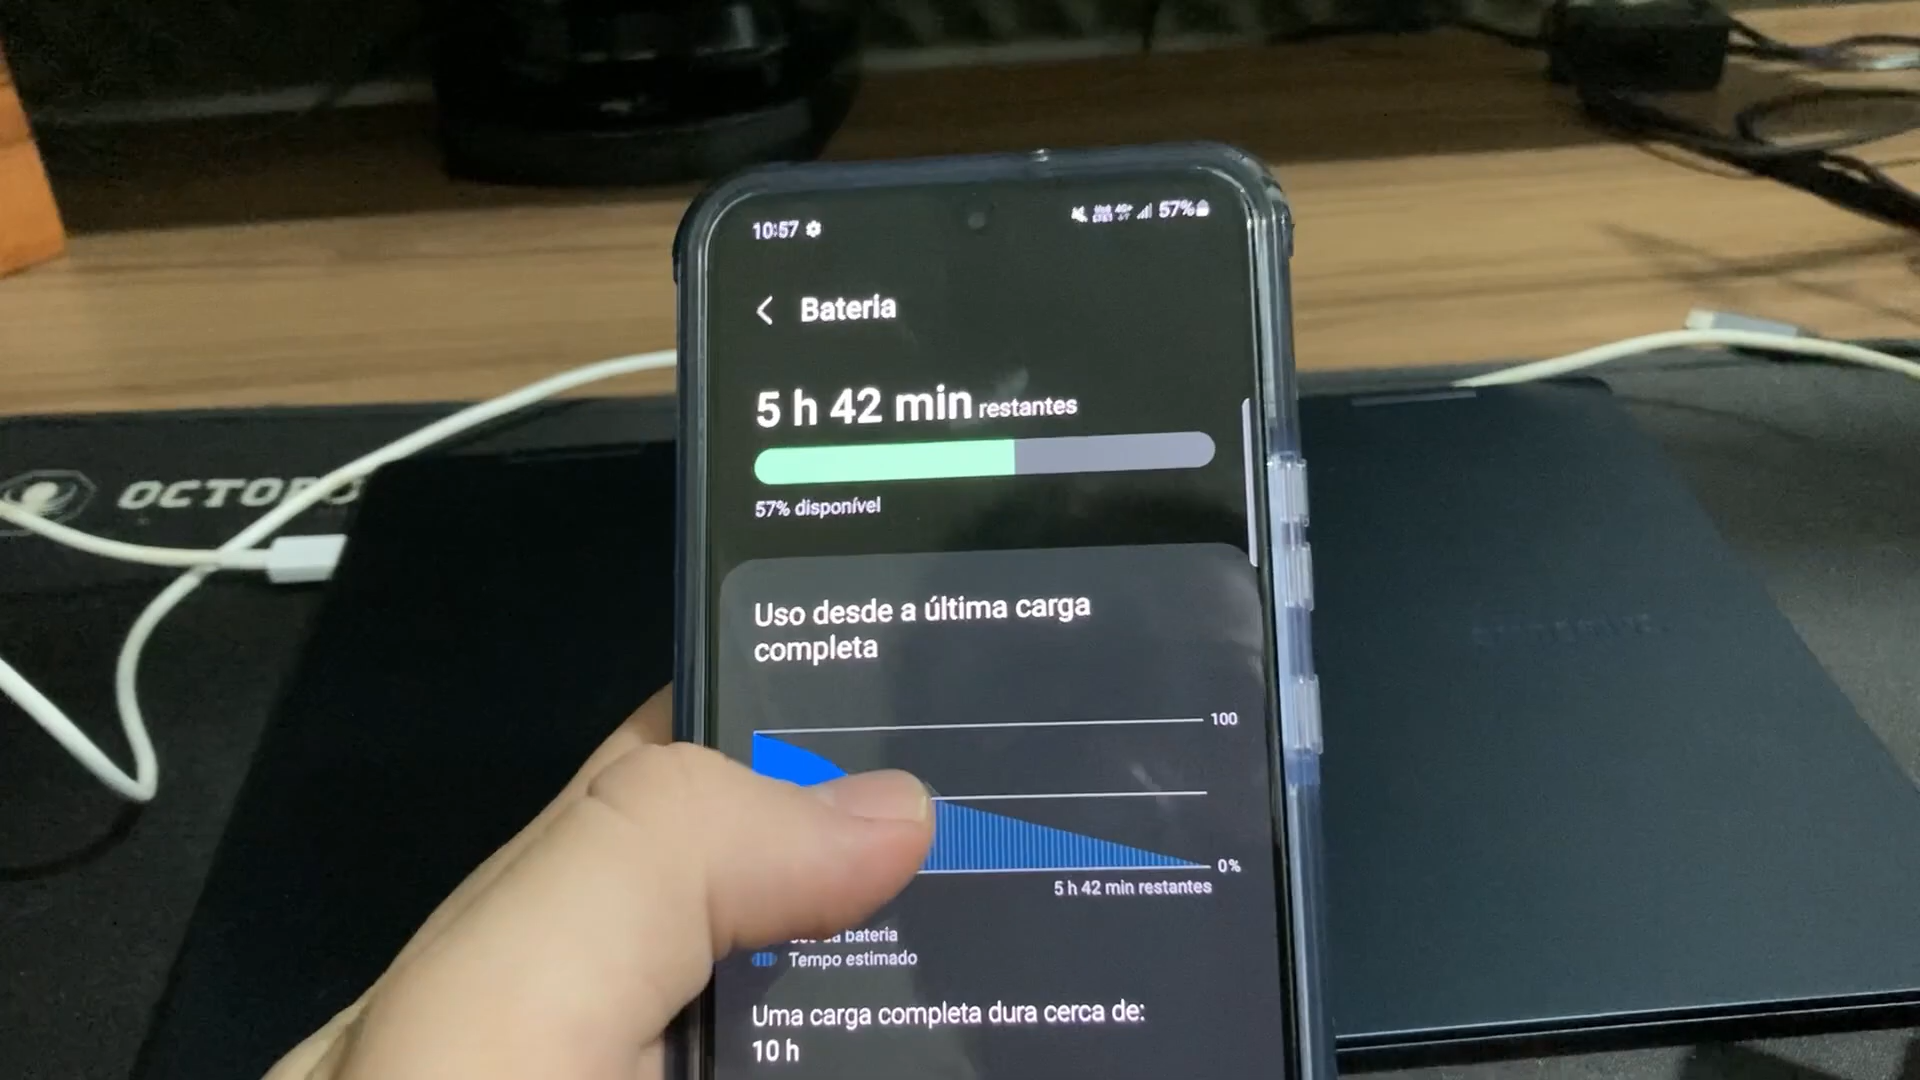 10:57
57%
Bateria
5 h 42 min restantes
57% disponível
OCTOP
Uso desde a última carga
completa
100
0%
5 h 42 min restantes
bateria
Tempo estimado
Uma carga completa dura cerca de:
10 h